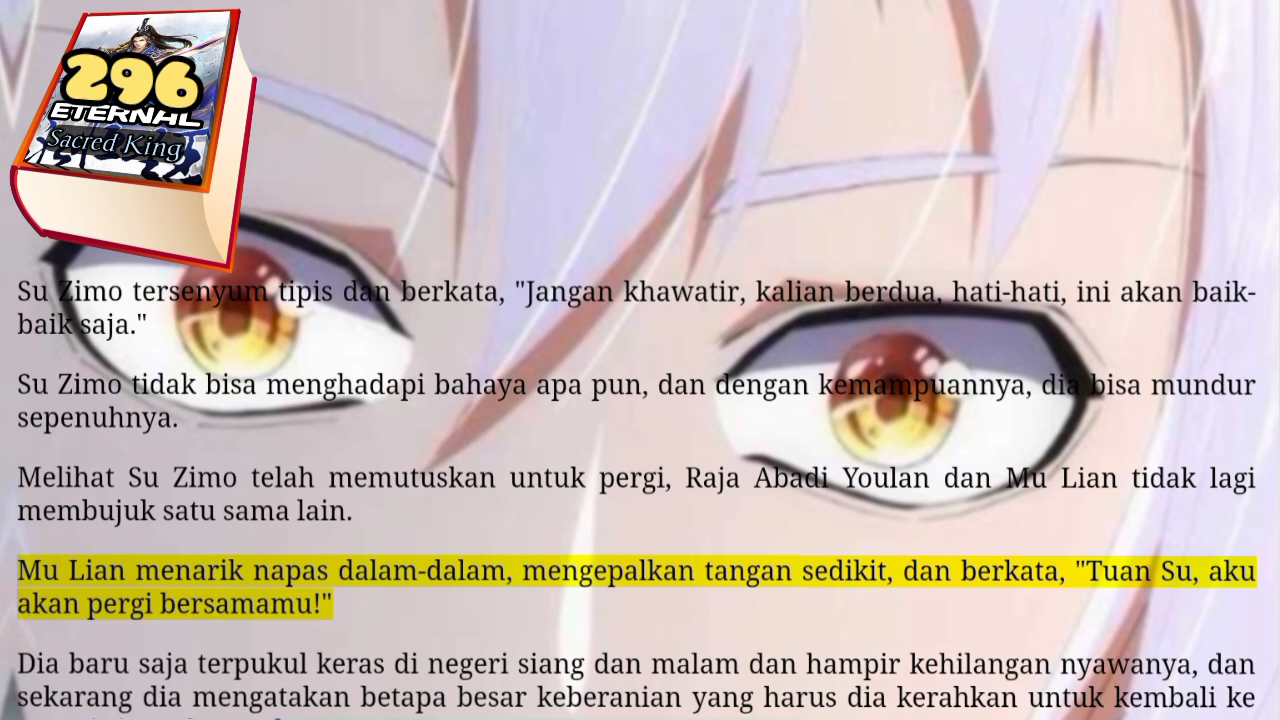 296
ETERNAL
Sacred King
Su Zimo tersenyum tipis dan berkata, "Jangan khawatir, kalian berdua, hati-hati, ini akan baik-
baik saja."
Su Zimo tidak bisa menghadapi bahaya apa pun, dan dengan kemampuannya, dia bisa mundur
sepenuhnya.
Melihat Su Zimo telah memutuskan untuk pergi, Raja Abadi Youlan dan Mu Lian tidak lagi
membujuk satu sama lain.
Mu Lian menarik napas dalam-dalam, mengepalkan tangan sedikit, dan berkata, "Tuan Su, aku
akan pergi bersamamu!"
Dia baru saja terpukul keras di negeri siang dan malam dan hampir kehilangan nyawanya, dan
sekarang dia mengatakan betapa besar keberanian yang harus dia kerahkan untuk kembali ke